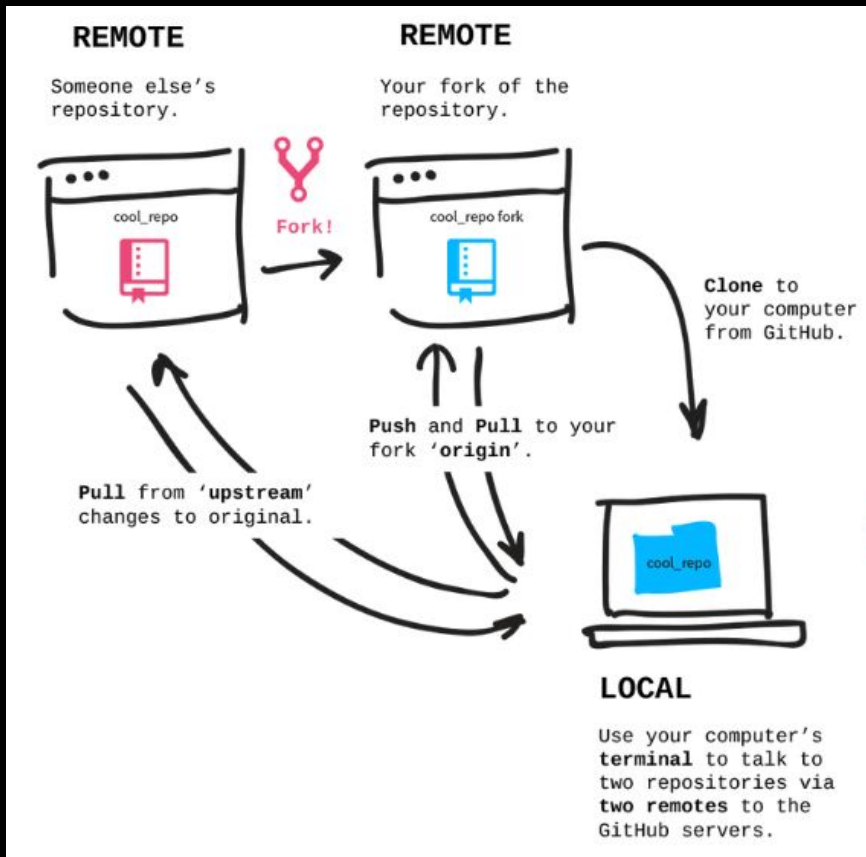 REMOTE
Someone else's
repository.
cool_repo
Fork!
REMOTE
Your fork of the
repository.
cool_repo fork
Clone to
your computer
from GitHub.
Push and Pull to your
fork ‘origin’.
Pull from ‘upstream’
changes to original.
cool_repo
LOCAL
Use your computer's
terminal to talk to
two repositories via
two remotes to the
GitHub servers.